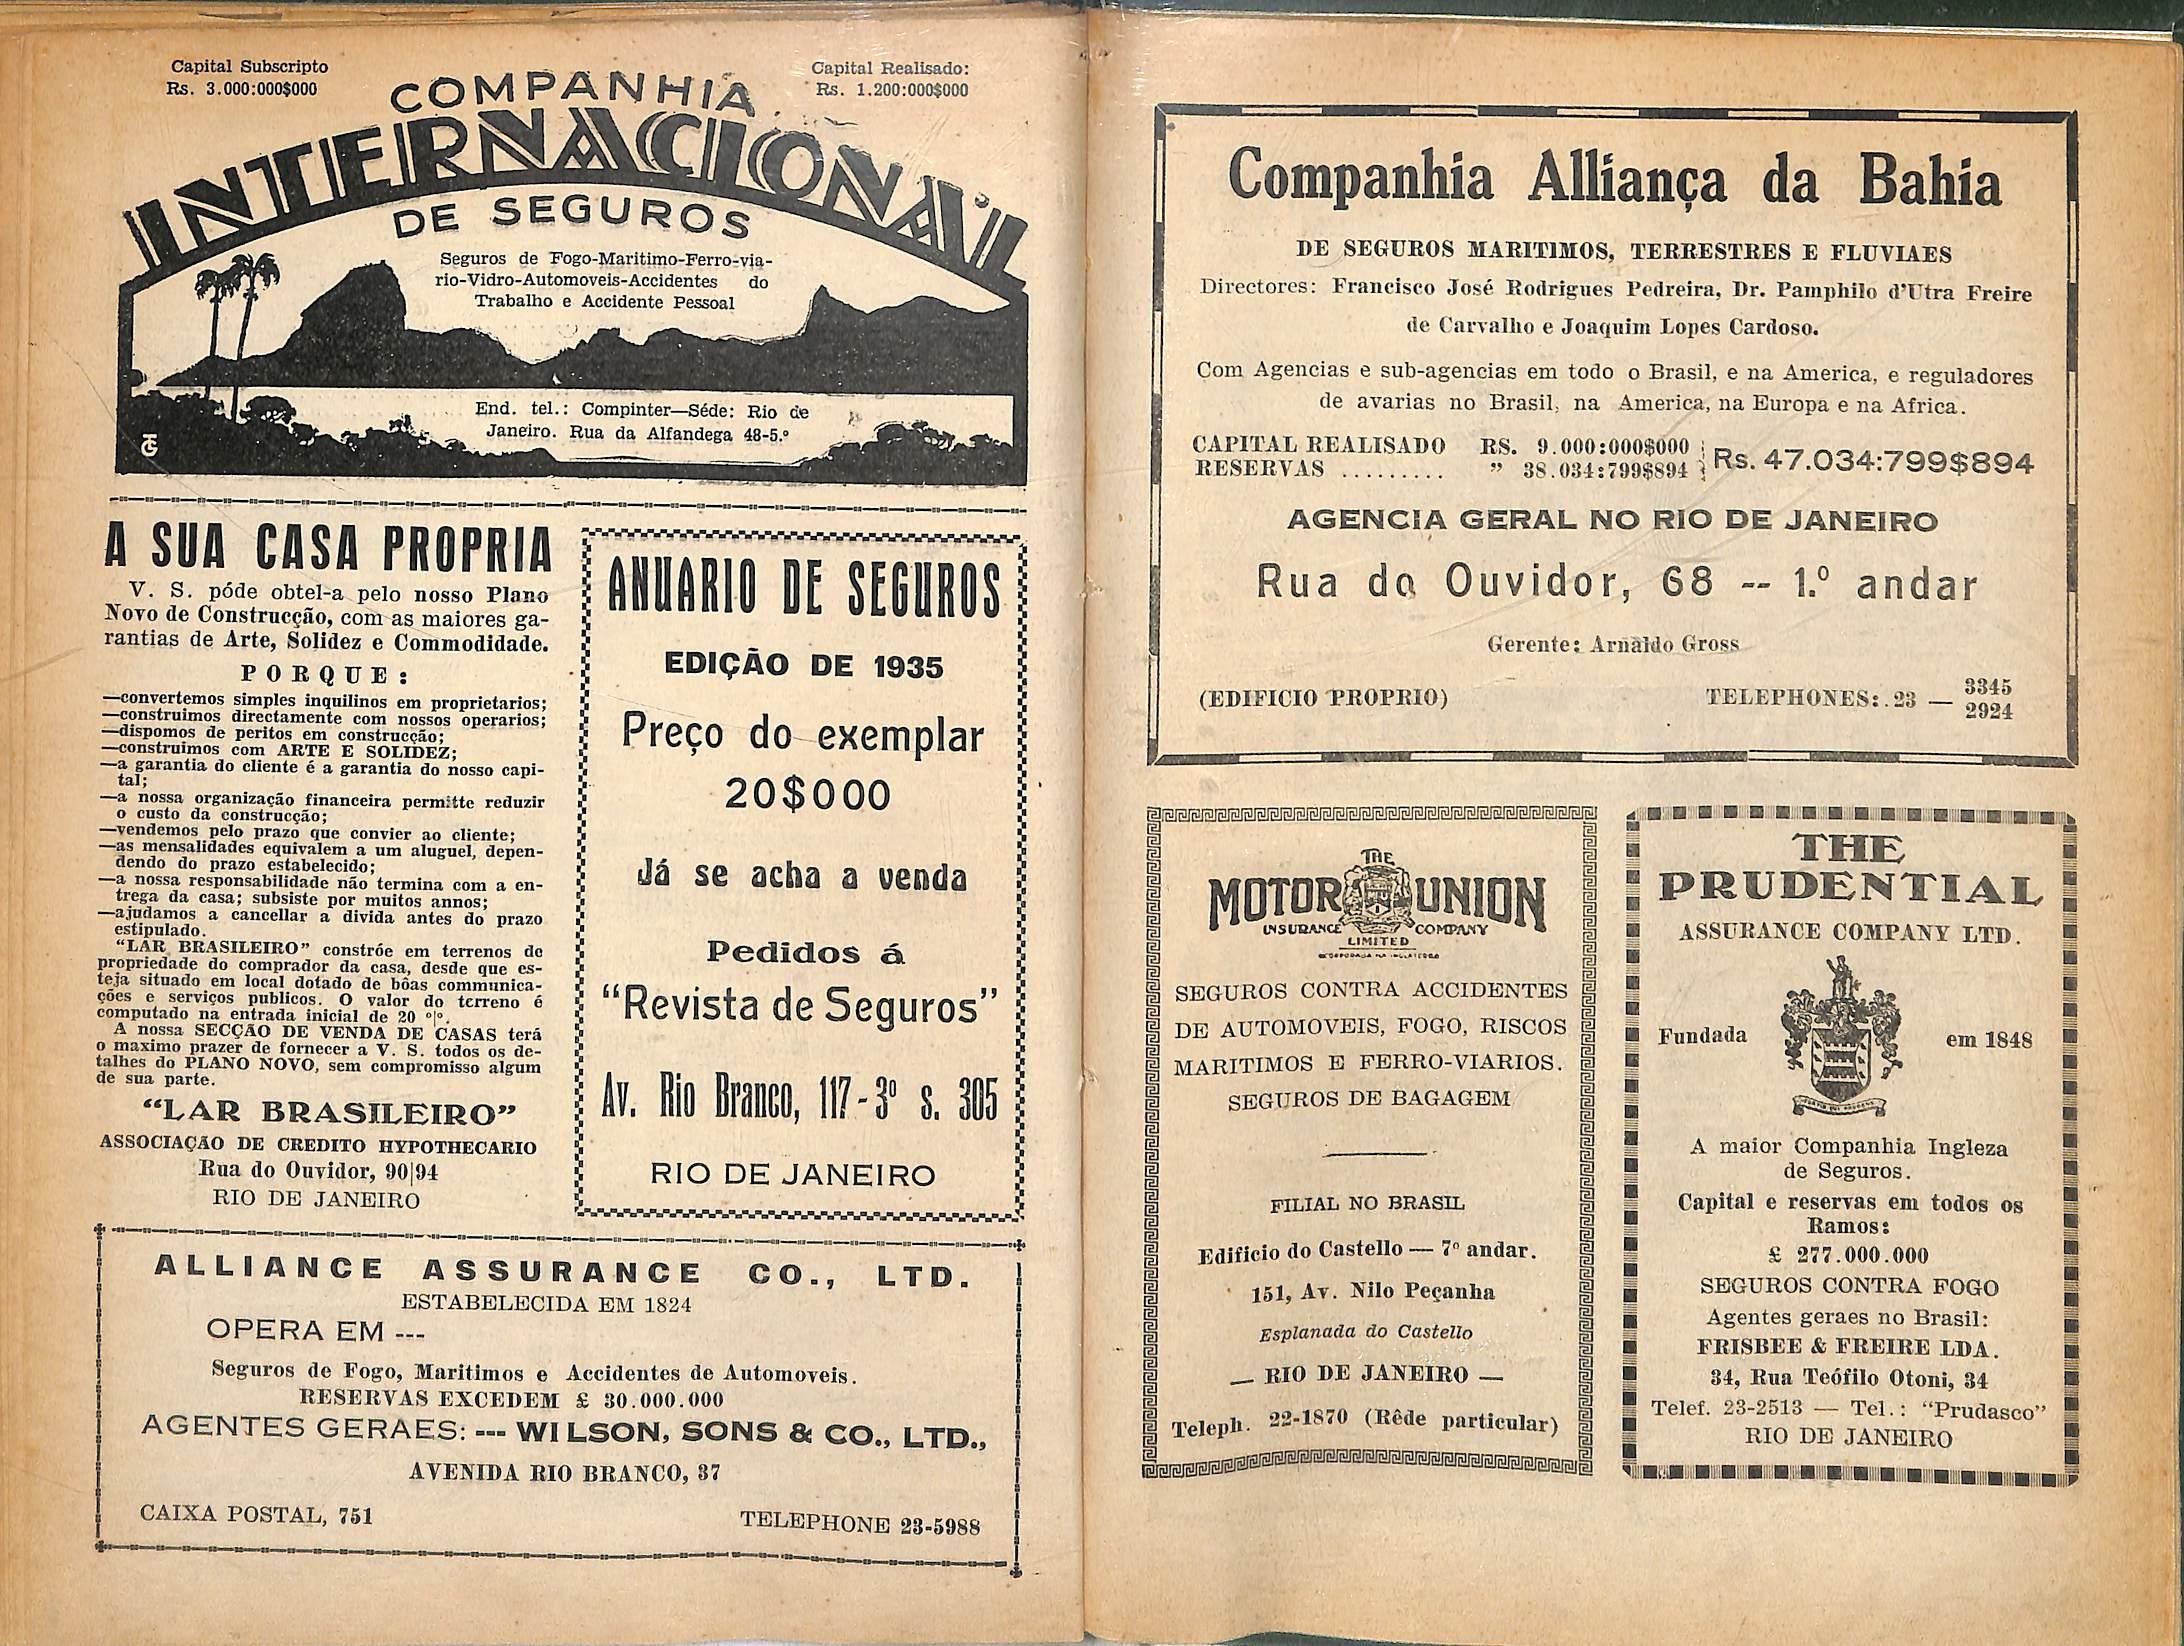 Capital Subscripto
Rs. 3.000:000$000
Capital Realisado:
Rs. 1.200:000$000
COMPANHIA
INTERNACIONAL
DE SEGUROS
Seguros de Fogo-Maritimo-Ferro-via-
rio-Vidro-Automoveis-Accidentes do
Trabalho e Accidente Pessoal
End. tel.: Compinter—Séde: Rio de
Janeiro. Rua da Alfandega 48-5.º
A SUA CASA PROPRIA
V. S. póde obtel-a pelo nosso Plano
Novo de Construcção, com as maiores ga-
rantias de Arte, Solidez e Commodidade.
PORQUE:
—convertemos simples inquilinos em proprietarios;
—construimos directamente com nossos operarios;
—dispomos de peritos em construcção;
—construimos com ARTE E SOLIDEZ;
—a garantia do cliente é a garantia do nosso capi-
tal;
—a nossa organização financeira permitte reduzir
o custo da construcção;
—vendemos pelo prazo que convier ao cliente;
—as mensalidades equivalem a um aluguel, depen-
dendo do prazo estabelecido;
—a nossa responsabilidade não termina com a en-
trega da casa; subsiste por muitos annos;
—ajudamos a cancellar a divida antes do prazo
estipulado.
“LAR BRASILEIRO” constróe em terrenos de
propriedade do comprador da casa, desde que es-
teja situado em local dotado de bôas communica-
ções e serviços publicos. O valor do terreno é
computado na entrada inicial de 20 º|º.
A nossa SECÇÃO DE VENDA DE CASAS terá
o maximo prazer de fornecer a V. S. todos os de-
talhes do PLANO NOVO, sem compromisso algum
de sua parte.
“LAR BRASILEIRO”
ASSOCIAÇÃO DE CREDITO HYPOTHECARIO
Rua do Ouvidor, 90|94
RIO DE JANEIRO
ANUARIO DE SEGUROS
EDIÇÃO DE 1935
Preço do exemplar
20$000
Já se acha a venda
Pedidos á
“Revista de Seguros”
Av. Rio Branco, 117-3º s. 305
RIO DE JANEIRO
ALLIANCE ASSURANCE CO., LTD.
ESTABELECIDA EM 1824
OPERA EM ---
Seguros de Fogo, Maritimos e Accidentes de Automoveis.
RESERVAS EXCEDEM £ 30.000.000
AGENTES GERAES: --- WILSON, SONS & CO., LTD.,
AVENIDA RIO BRANCO, 37
CAIXA POSTAL, 751
TELEPHONE 23-5988
Companhia Alliança da Bahia
DE SEGUROS MARITIMOS, TERRESTRES E FLUVIAES
Directores: Francisco José Rodrigues Pedreira, Dr. Pamphilo d'Utra Freire
de Carvalho e Joaquim Lopes Cardoso.
Com Agencias e sub-agencias em todo o Brasil, e na America, e reguladores
de avarias no Brasil, na America, na Europa e na Africa.
CAPITAL REALISADO RS. 9.000:000$000
RESERVAS ......... ” 38.034:799$894
Rs. 47.034:799$894
AGENCIA GERAL NO RIO DE JANEIRO
Rua do Ouvidor, 68 -- 1.º andar
Gerente: Arnaldo Gross
(EDIFICIO PROPRIO)
TELEPHONES: 23 — 3345
2924
THE
MOTOR UNION
INSURANCE COMPANY
LIMITED
SEGUROS CONTRA ACCIDENTES
DE AUTOMOVEIS, FOGO, RISCOS
MARITIMOS E FERRO-VIARIOS.
SEGUROS DE BAGAGEM
FILIAL NO BRASIL
Edificio do Castello — 7º andar.
151, Av. Nilo Peçanha
Esplanada do Castello
— RIO DE JANEIRO —
Teleph. 22-1870 (Rêde particular)
THE
PRUDENTIAL
ASSURANCE COMPANY LTD.
Fundada em 1848
A maior Companhia Ingleza
de Seguros.
Capital e reservas em todos os
Ramos:
£ 277.000.000
SEGUROS CONTRA FOGO
Agentes geraes no Brasil:
FRISBEE & FREIRE LDA.
34, Rua Teófilo Otoni, 34
Telef. 23-2513 — Tel.: “Prudasco”
RIO DE JANEIRO